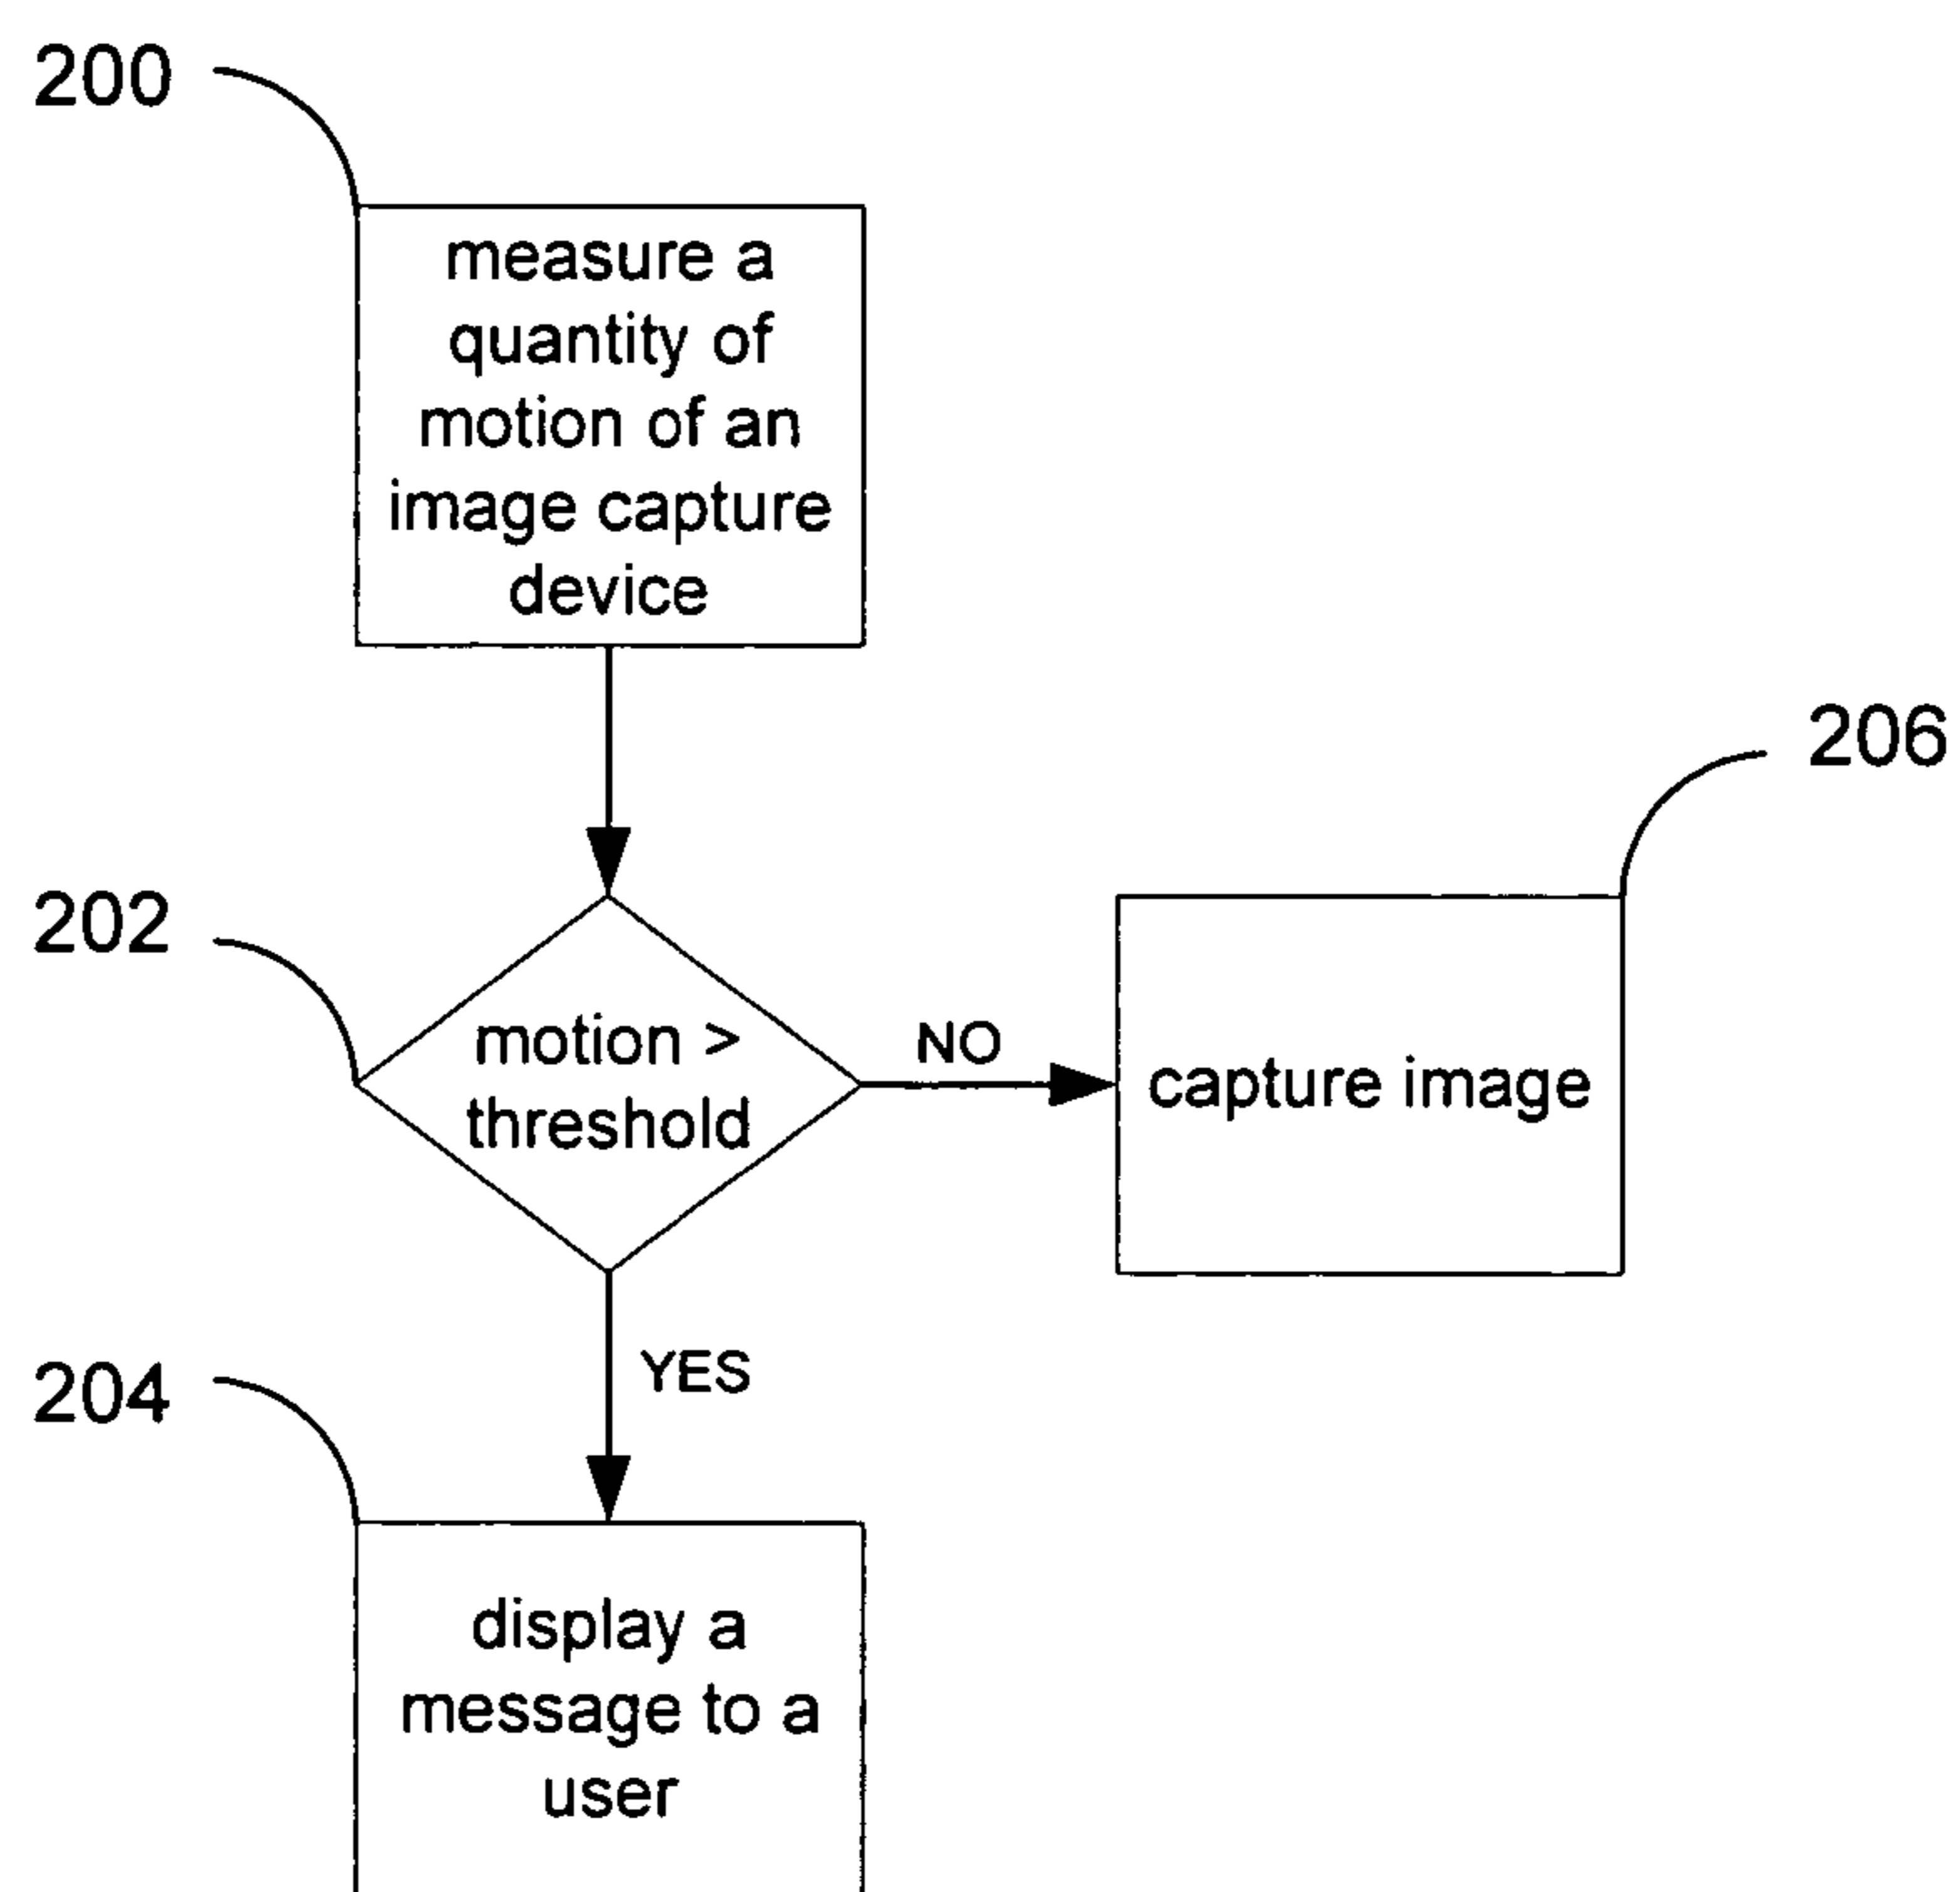 200
measure a
quantity of
motion of an
image capture
device
206
202
motion >
threshold
NO
capture image
YES
204
display a
message to a
user